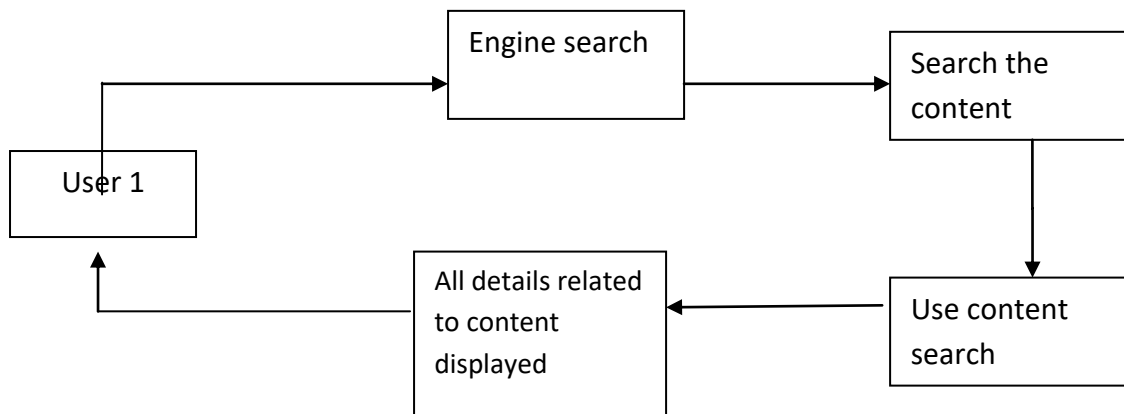 Engine search
Search the
content
User 1
All details related
to content
displayed
Use content
search